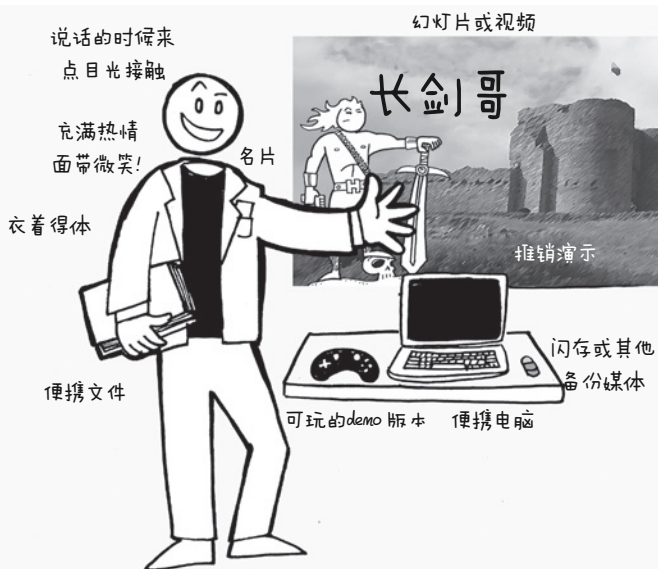 幻灯片或视频
说话的时候来
点目光接触
长剑哥
充满热情
面带微笑!
名片
衣着得体
推销演示
闪存或其他
备份媒体
便携文件
可玩的demo版本
便携电脑